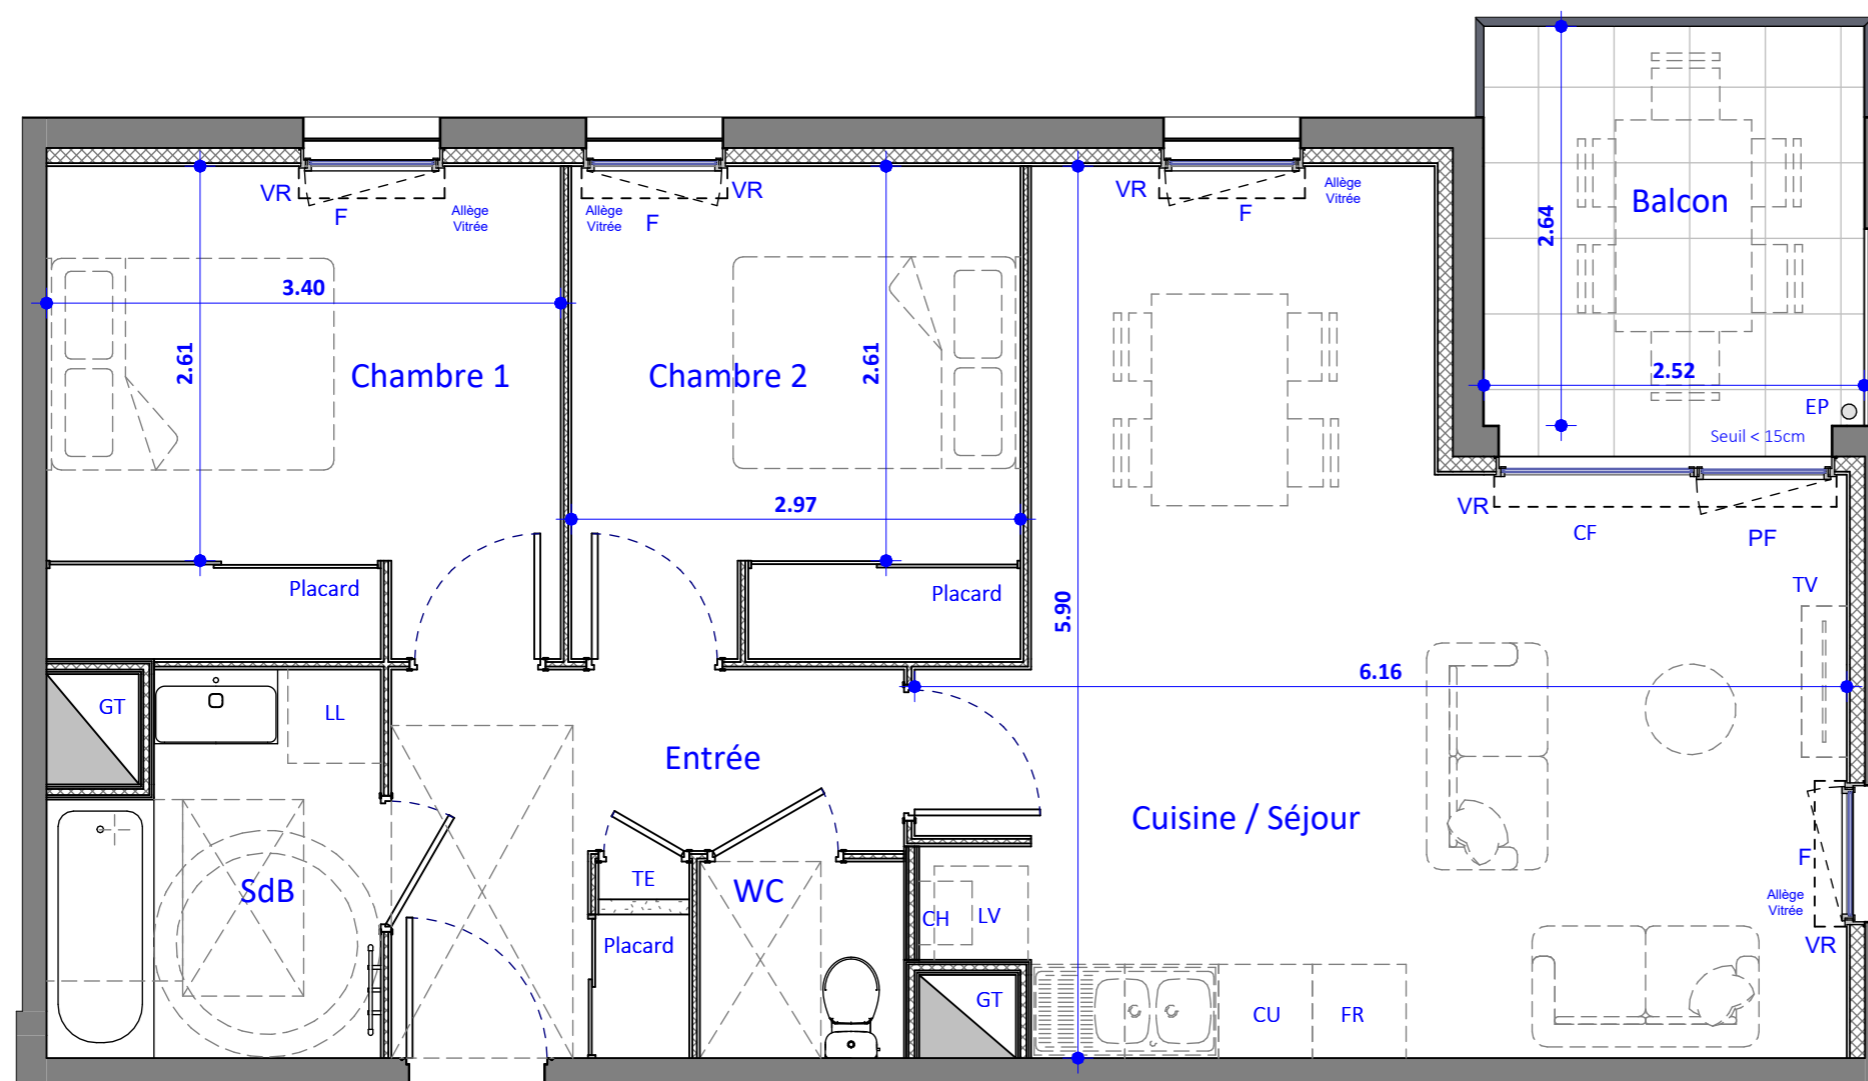 Balcon
2.64
2.52
EP
Seuil < 15cm
VR
F
Allège
Vitrée
Allège
Vitrée
F
VR
VR
F
Allège
Vitrée
3.40
2.61
Chambre 1
Chambre 2
2.61
2.97
VR
CF
PF
TV
Placard
Placard
5.90
6.16
GT
LL
Entrée
Cuisine / Séjour
SdB
TE
WC
Placard
CH
LV
F
Allège
Vitrée
VR
GT
CU
FR